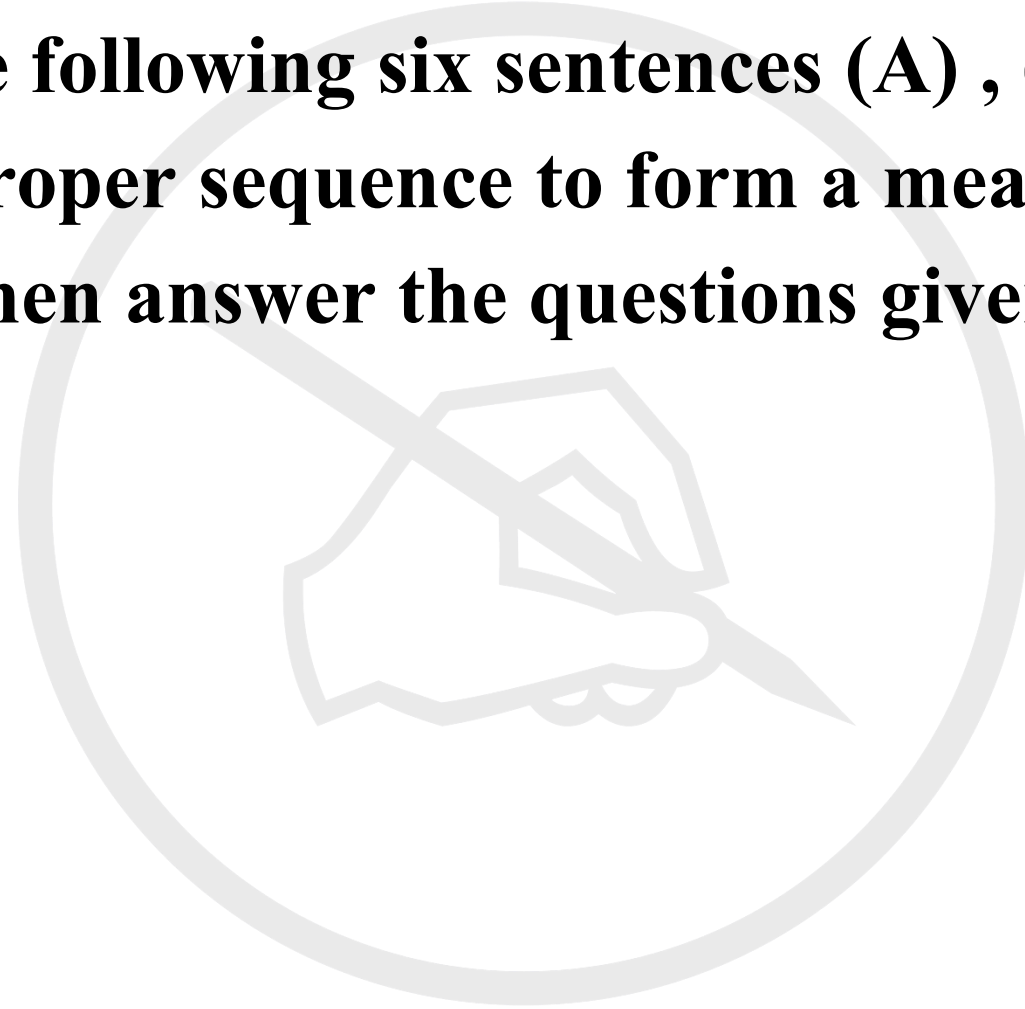 following six sentences (A) ,
roper sequence to form a mea
hen answer the questions give